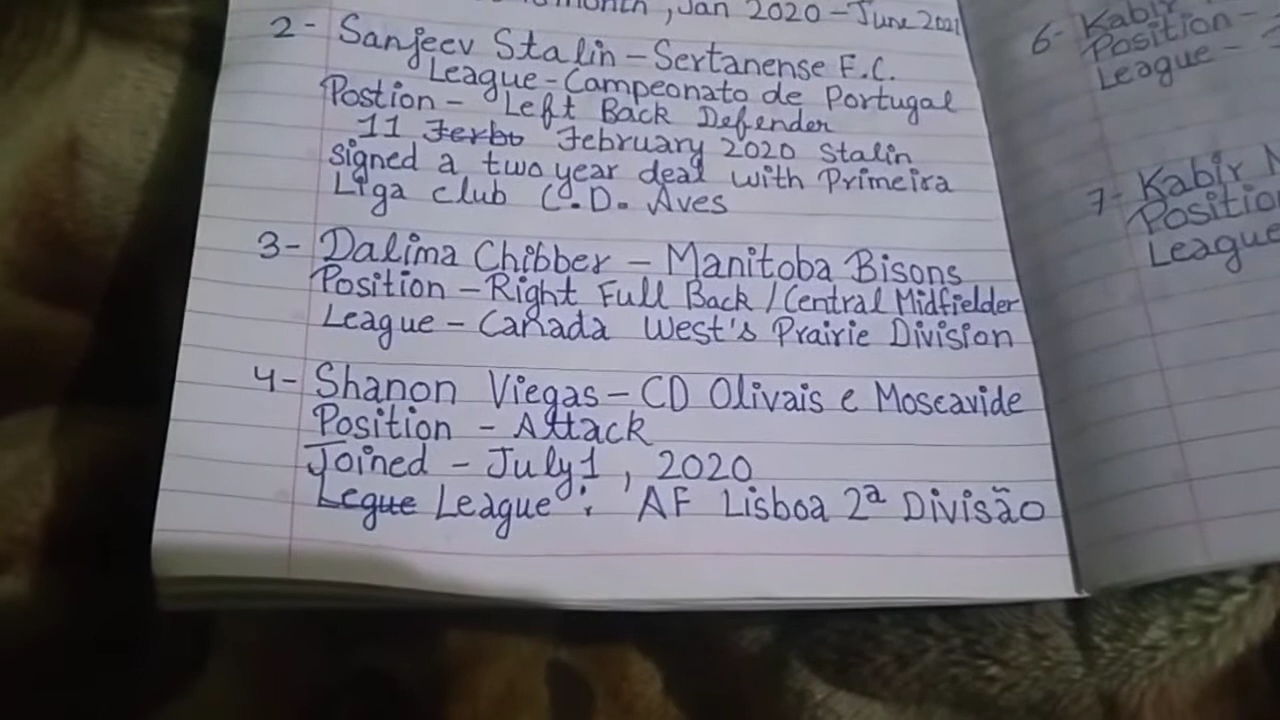 month, Jan 2020 - June 2021
2- Sanjeev Stalin - Sertanense F.C.
League - Campeonato de Portugal
Postion - Left Back Defender
11 Ferbo February 2020 Stalin
signed a two year deal with Primeira
Liga club C.D. Aves
3- Dalima Chibber - Manitoba Bisons
Position - Right Full Back / Central Midfielder
League - Canada West's Prairie Division
4- Shanon Viegas - CD Olivais e Moscavide
Position - Attack
Joined - July 1, 2020
Legue League : AF Lisboa 2ª Divisão
6- Kabir
Position -
League -
7- Kabir
Position
League